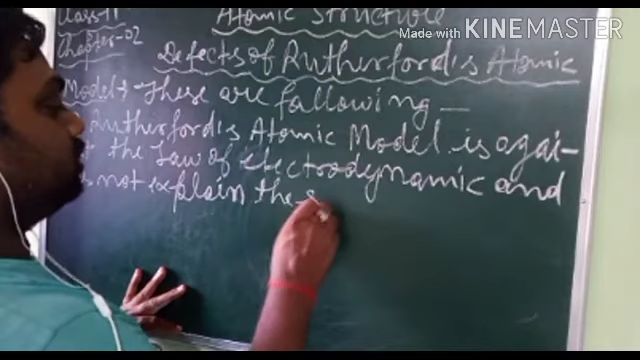 Class-11 Atomic Structure
Made with KINEMASTER
Chapter-02
Defects of Rutherford's Atomic
Model :- These are following —
Rutherford's Atomic Model is agai-
the Law of electrodynamic and
not explain the s